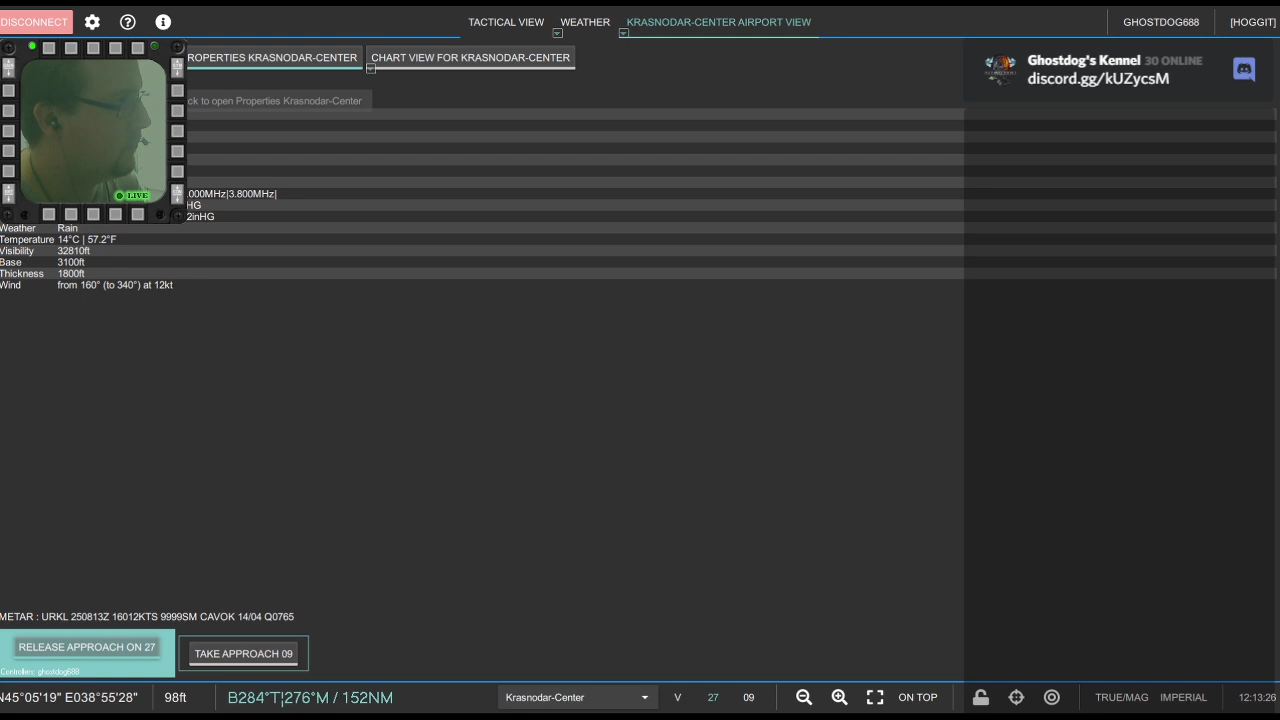 DISCONNECT
TACTICAL VIEW
WEATHER
KRASNODAR-CENTER AIRPORT VIEW
GHOSTDOG688
[HOGGIT]
ROPERTIES KRASNODAR-CENTER
CHART VIEW FOR KRASNODAR-CENTER
Ghostdog's Kennel 30 ONLINE
discord.gg/kUZycsM
ck to open Properties Krasnodar-Center
LIVE
.000MHz|3.800MHz|
HG
2inHG
Weather Rain
Temperature 14°C | 57.2°F
Visibility 32810ft
Base 3100ft
Thickness 1800ft
Wind from 160° (to 340°) at 12kt
METAR : URKL 250813Z 16012KTS 9999SM CAVOK 14/04 Q0765
RELEASE APPROACH ON 27
TAKE APPROACH 09
Controllers: ghostdog688
N45°05'19" E038°55'28"
98ft
B284°T¦276°M / 152NM
Krasnodar-Center
V
27
09
ON TOP
TRUE/MAG
IMPERIAL
12:13:26